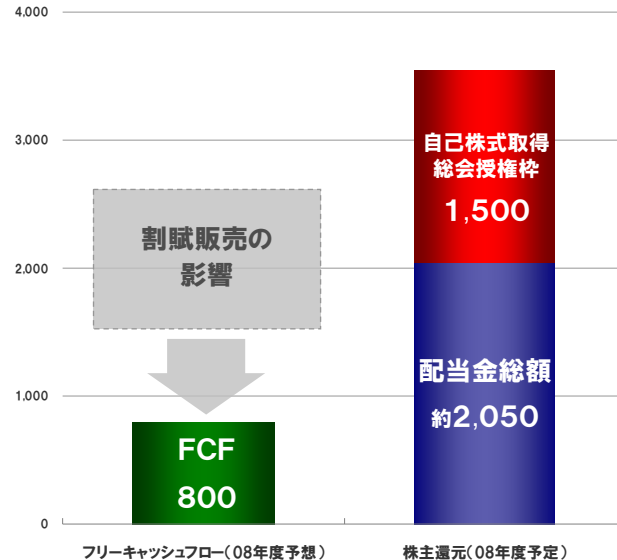 4,000
3,000
2,000
1,000
0
割賦販売の
影響
FCF
800
自己株式取得
総会授権枠
1,500
配当金総額
約2,050
フリーキャッシュフロー(08年度予想)
株主還元(08年度予定)